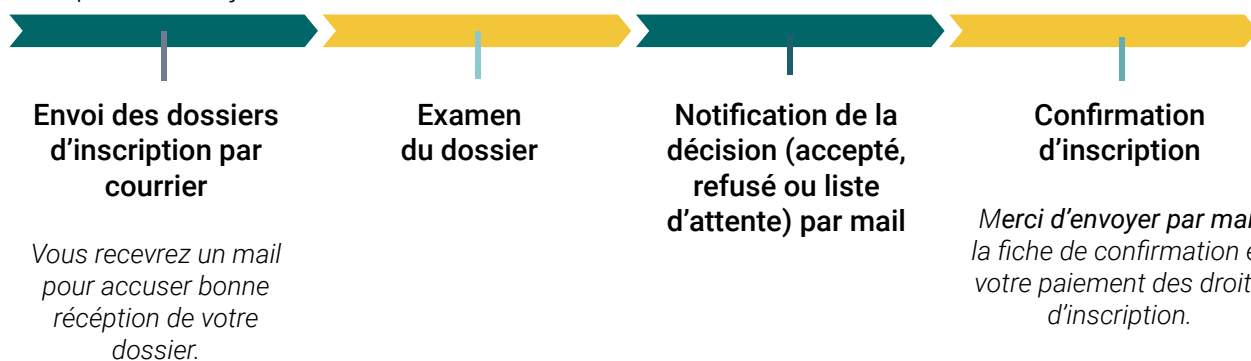 Envoi des dossiers
d'inscription par
courrier
Vous recevrez un mail
pour accuser bonne
récéption de votre
dossier.
Examen
du dossier
Notification de la
décision (accepté,
refusé ou liste
d'attente) par mail
Confirmation
d'inscription
Merci d'envoyer par
la fiche de confirmation
votre paiement des
d'inscription.